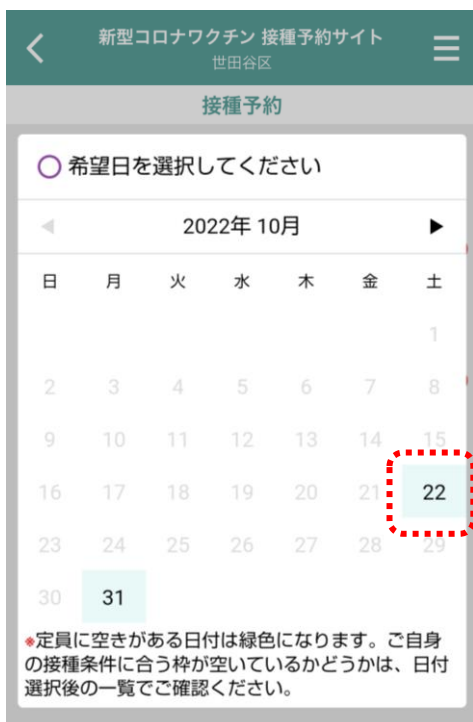 新型コロナワクチン 接種予約サイト
世田谷区
接種予約
希望日を選択してください
2022年 10月
日 月 火 水 木 金 土
1
2 3 4 5 6 7 8
9 10 11 12 13 14 15
16 17 18 19 20 21 22
23 24 25 26 27 28 29
30 31
*定員に空きがある日付は緑色になります。ご自身
の接種条件に合う枠が空いているかどうかは、日付
選択後の一覧でご確認ください。